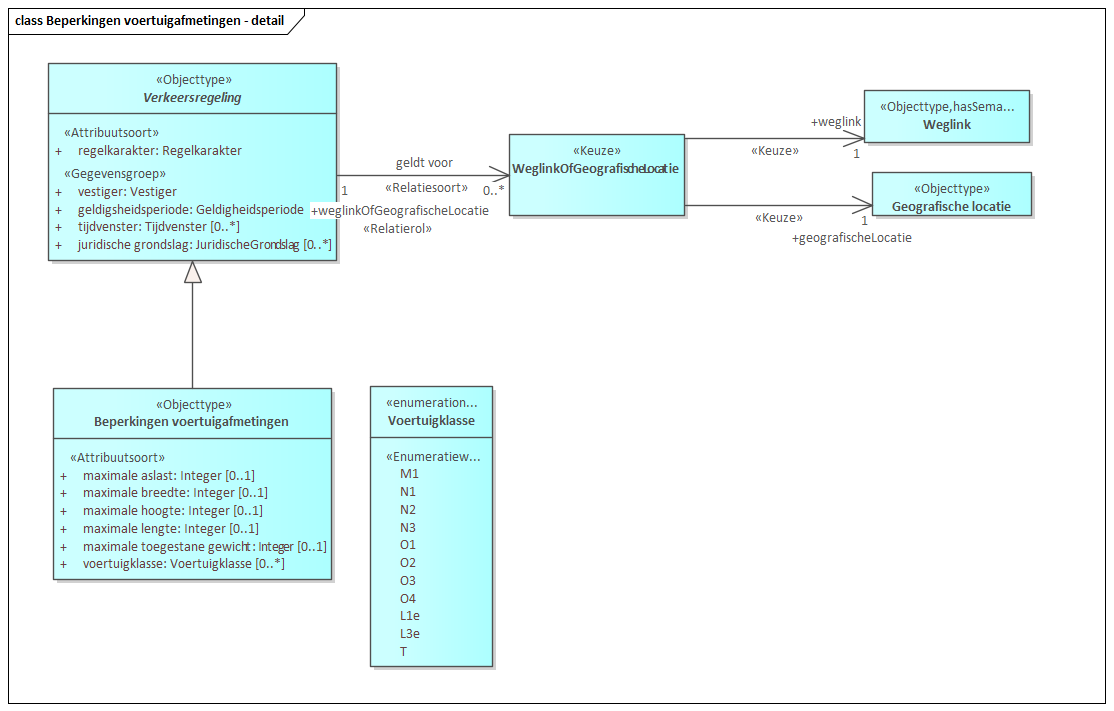 class Beperkingen voertuigafmetingen - detail
«Objecttype»
Verkeersregeling
«Attribuutsoort»
+ regelkarakter: Regelkarakter
«Gegevensgroep»
+ vestiger: Vestiger
+ geldigsheidsperiode: Geldigheidsperiode
+ tijdvenster: Tijdvenster [0..*]
+ juridische grondslag: JuridischeGrondslag [0..*]
geldt voor
1 «Relatiesoort» 0..*
+weglinkOfGeografischeLocatie
«Relatierol»
«Keuze»
WeglinkOfGeografischeLocatie
+weglink
«Keuze» 1
«Objecttype,hasSema...
Weglink
«Objecttype»
Geografische locatie
«Keuze» 1
+geografischeLocatie
«Objecttype»
Beperkingen voertuigafmetingen
«Attribuutsoort»
+ maximale aslast: Integer [0..1]
+ maximale breedte: Integer [0..1]
+ maximale hoogte: Integer [0..1]
+ maximale lengte: Integer [0..1]
+ maximale toegestane gewicht: Integer [0..1]
+ voertuigklasse: Voertuigklasse [0..*]
«enumeration...
Voertuigklasse
«Enumeratiew...
M1
N1
N2
N3
O1
O2
O3
O4
L1e
L3e
T